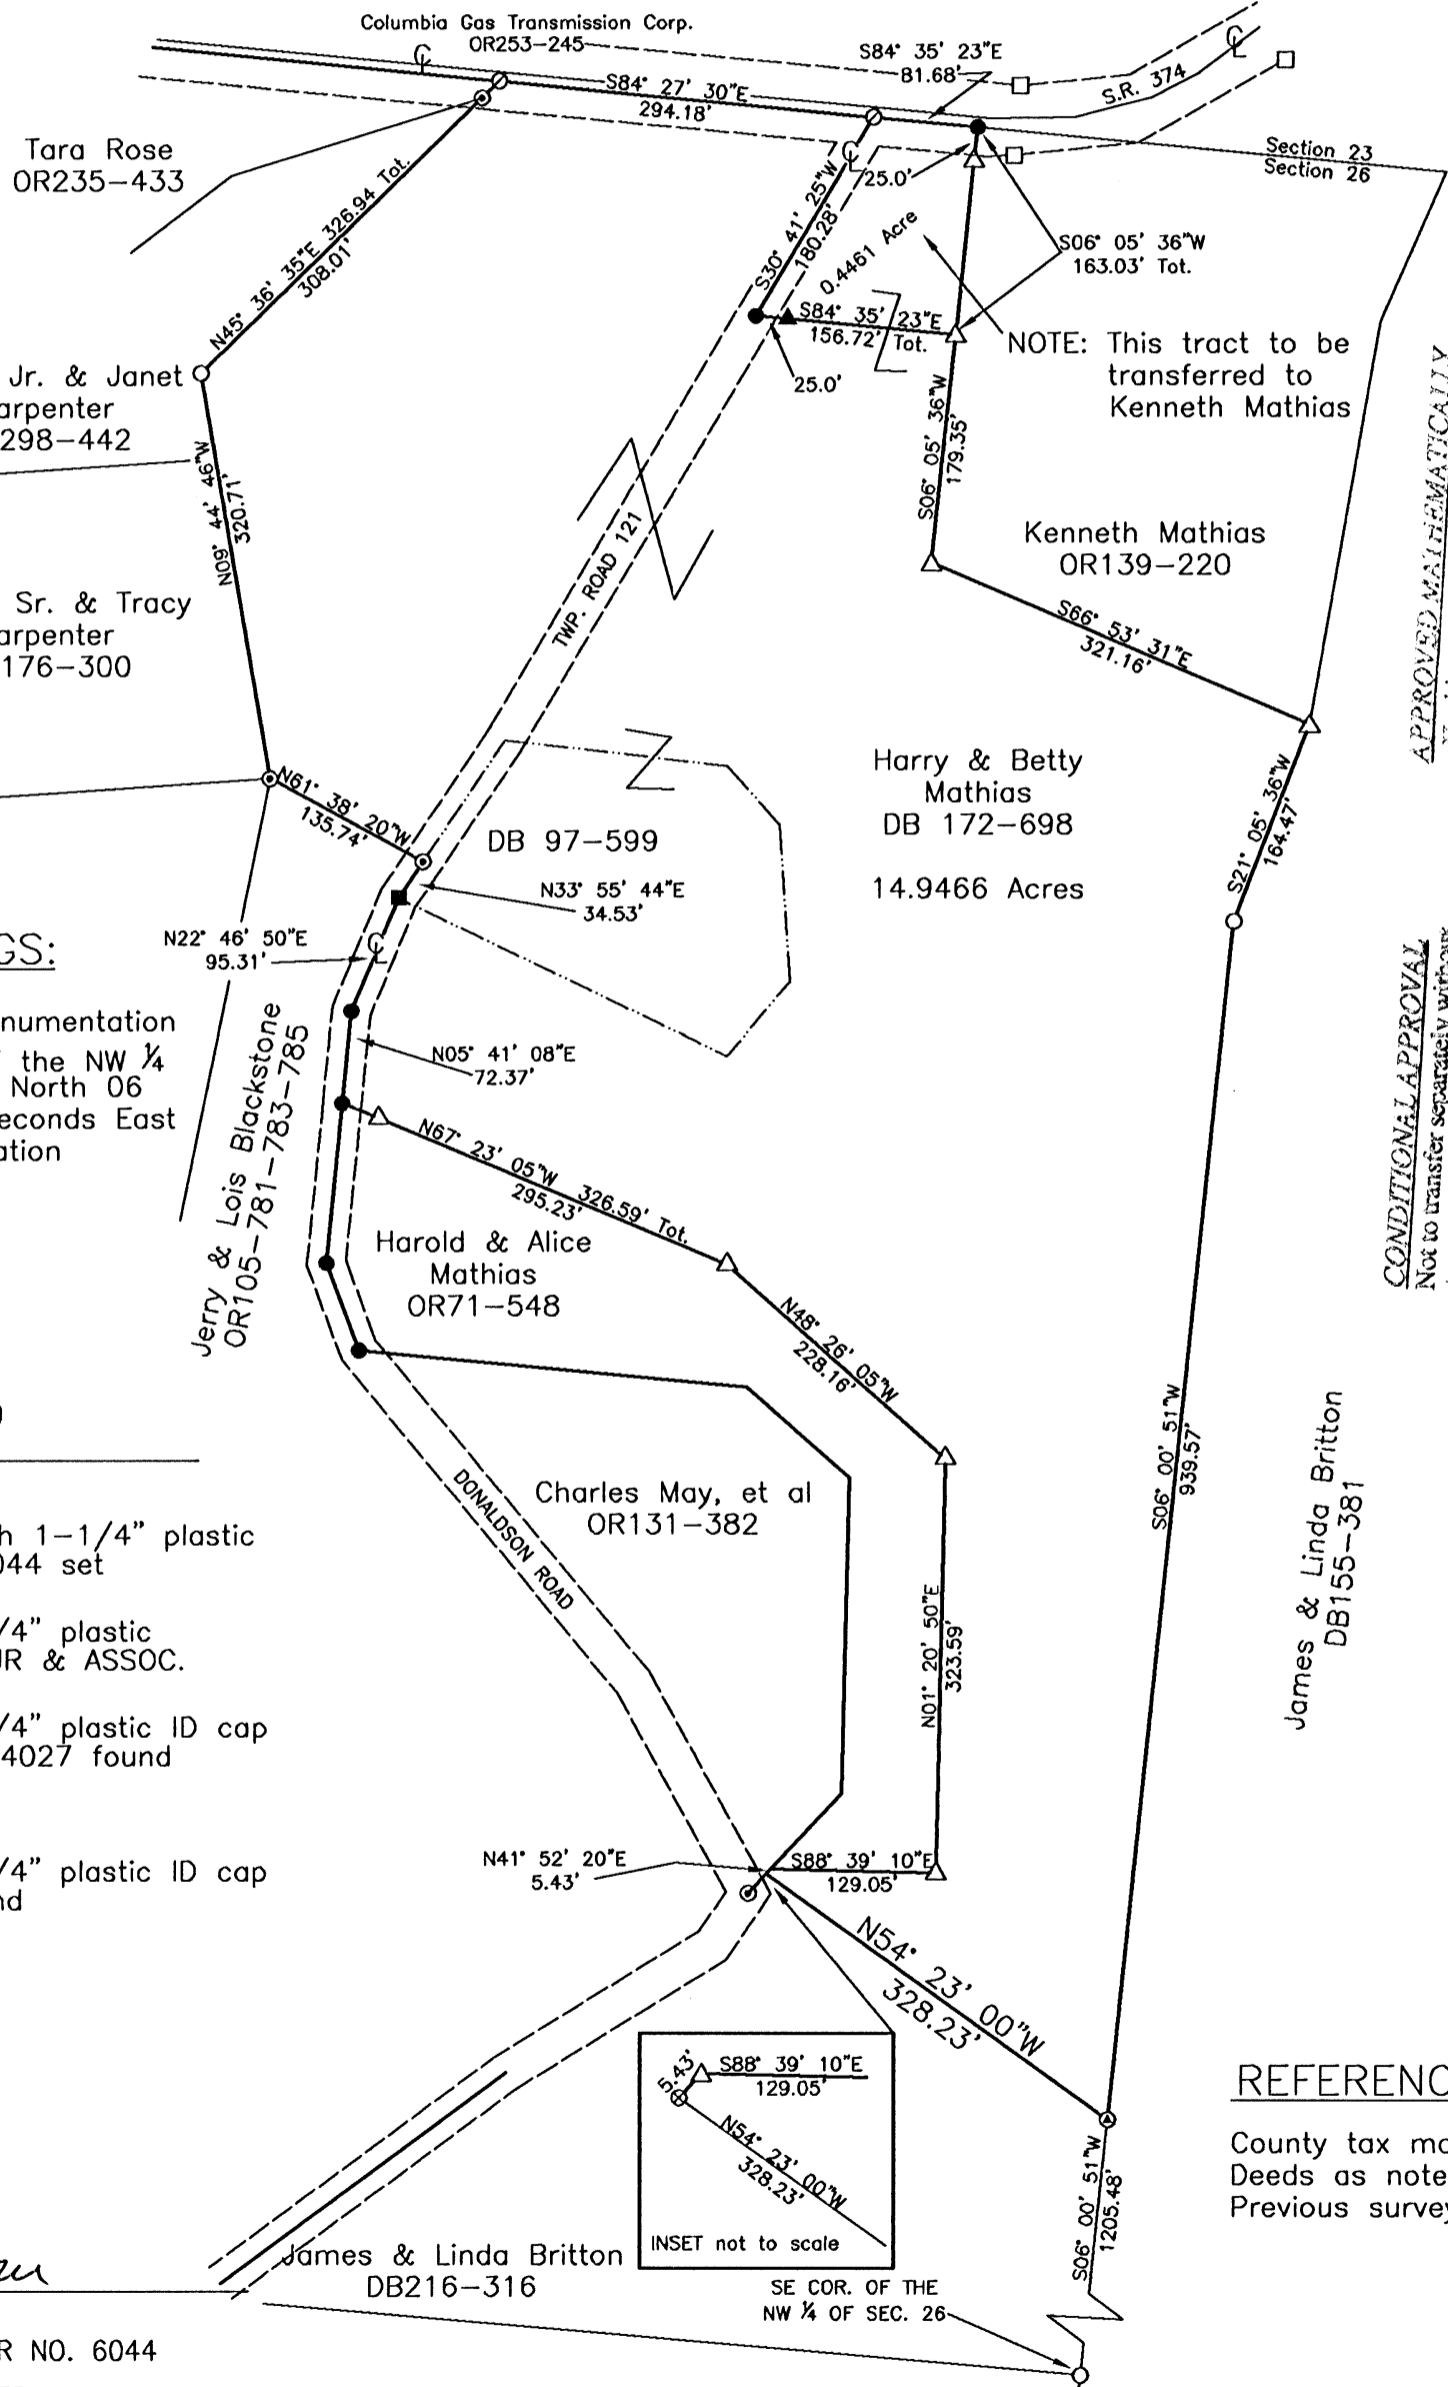 Columbia Gas Transmission Corp.
OR253-245
S84° 35' 23"E
81.68'
S.R. 374
S84° 27' 30"E
294.18'
Section 23
Section 26
Tara Rose
OR235-433
N45° 36' 35"E 326.94 Tot.
308.01'
S30° 41' 25"W
180.28'
25.0'
0.4461 Acre
S06° 05' 36"W
163.03' Tot.
S84° 35' 23"E
156.72' Tot.
25.0'
NOTE: This tract to be
transferred to
Kenneth Mathias
Jr. & Janet
arpenter
298-442
N09° 44' 46"W
320.71'
S06° 05' 36"W
179.35'
APPROVED MATHEMATICALLY
Kenneth Mathias
OR139-220
TWP. ROAD 121
Sr. & Tracy
arpenter
176-300
S66° 53' 31"E
321.16'
Harry & Betty
Mathias
DB 172-698
14.9466 Acres
S21° 05' 36"W
164.47'
N61° 38' 20"W
135.74'
DB 97-599
N33° 55' 44"E
34.53'
GS:
N22° 46' 50"E
95.31'
CONDITIONAL APPROVAL
Not to transfer separately without
numentation
the NW ¼
North 06
econds East
ation
N05° 41' 08"E
72.37'
Jerry & Lois Blackstone
OR105-781-783-785
N67° 23' 05"W 326.59' Tot.
295.23'
Harold & Alice
Mathias
OR71-548
N48° 26' 05"W
228.16'
S06° 00' 51"W
939.57'
James & Linda Britton
DB155-381
Charles May, et al
OR131-382
DONALDSON ROAD
h 1-1/4" plastic
044 set
/4" plastic
UR & ASSOC.
/4" plastic ID cap
4027 found
/4" plastic ID cap
nd
N01° 20' 50"E
323.59'
N41° 52' 20"E
5.43'
S88° 39' 10"E
129.05'
N54° 23' 00"W
328.23'
5.43'
S88° 39' 10"E
129.05'
N54° 23' 00"W
328.23'
INSET not to scale
REFERENC
County tax ma
Deeds as note
Previous survey
S06° 00' 51"W
1205.48'
James & Linda Britton
DB216-316
SE COR. OF THE
NW ¼ OF SEC. 26
R NO. 6044